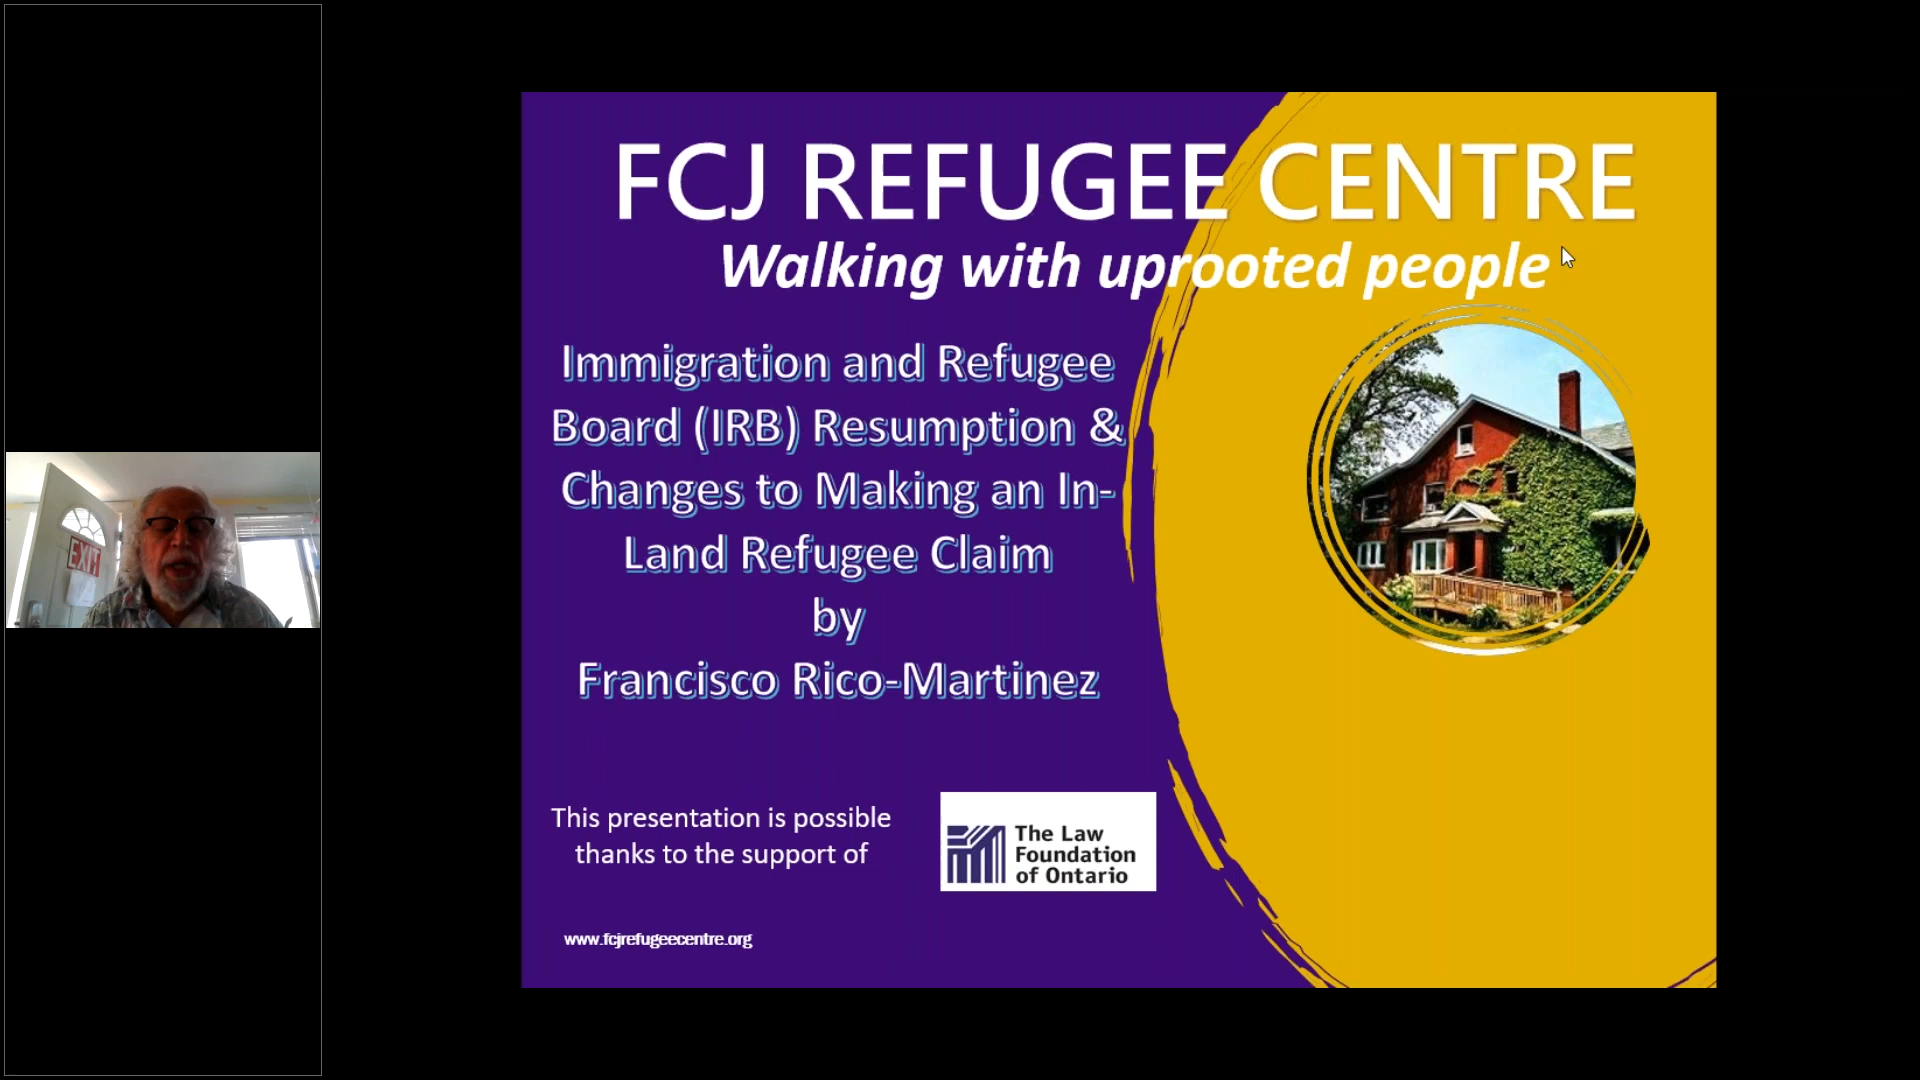 EXIT
FCJ REFUGEE CENTRE
Walking with uprooted people
Immigration and Refugee
Board (IRB) Resumption &
Changes to Making an In-
Land Refugee Claim
by
Francisco Rico-Martinez
This presentation is possible
thanks to the support of
The Law
Foundation
of Ontario
www.fcjrefugeecentre.org